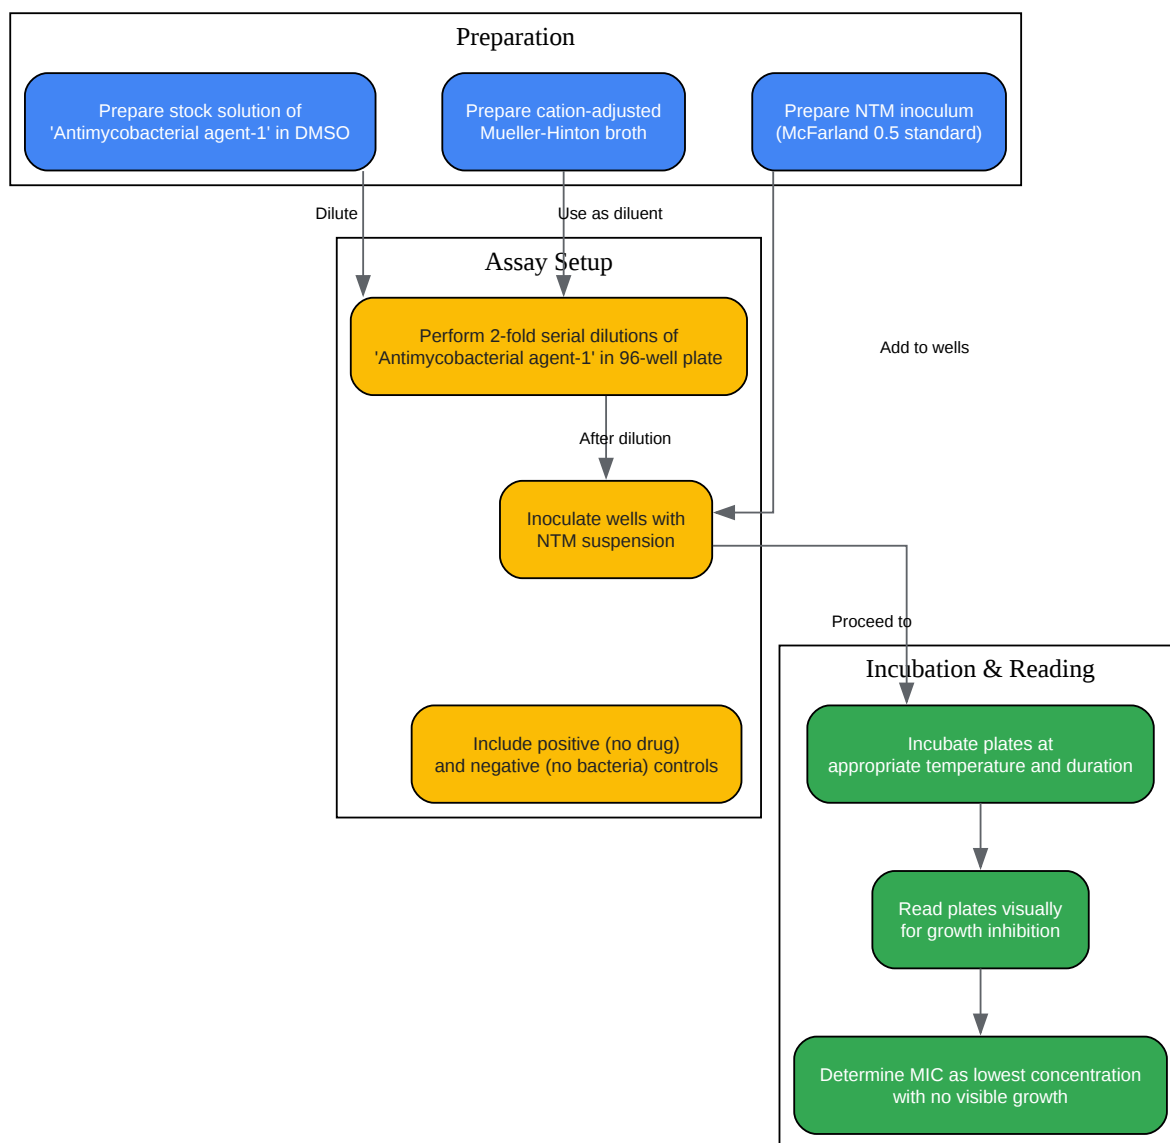 Preparation
Prepare stock solution of
'Antimycobacterial agent-1' in DMSO
Prepare cation-adjusted
Mueller-Hinton broth
Prepare NTM inoculum
(McFarland 0.5 standard)
Dilute
Use as diluent
Assay Setup
Perform 2-fold serial dilutions of
'Antimycobacterial agent-1' in 96-well plate
Add to wells
After dilution
Inoculate wells with
NTM suspension
Proceed to
Include positive (no drug)
and negative (no bacteria) controls
Incubation & Reading
Incubate plates at
appropriate temperature and duration
Read plates visually
for growth inhibition
Determine MIC as lowest concentration
with no visible growth